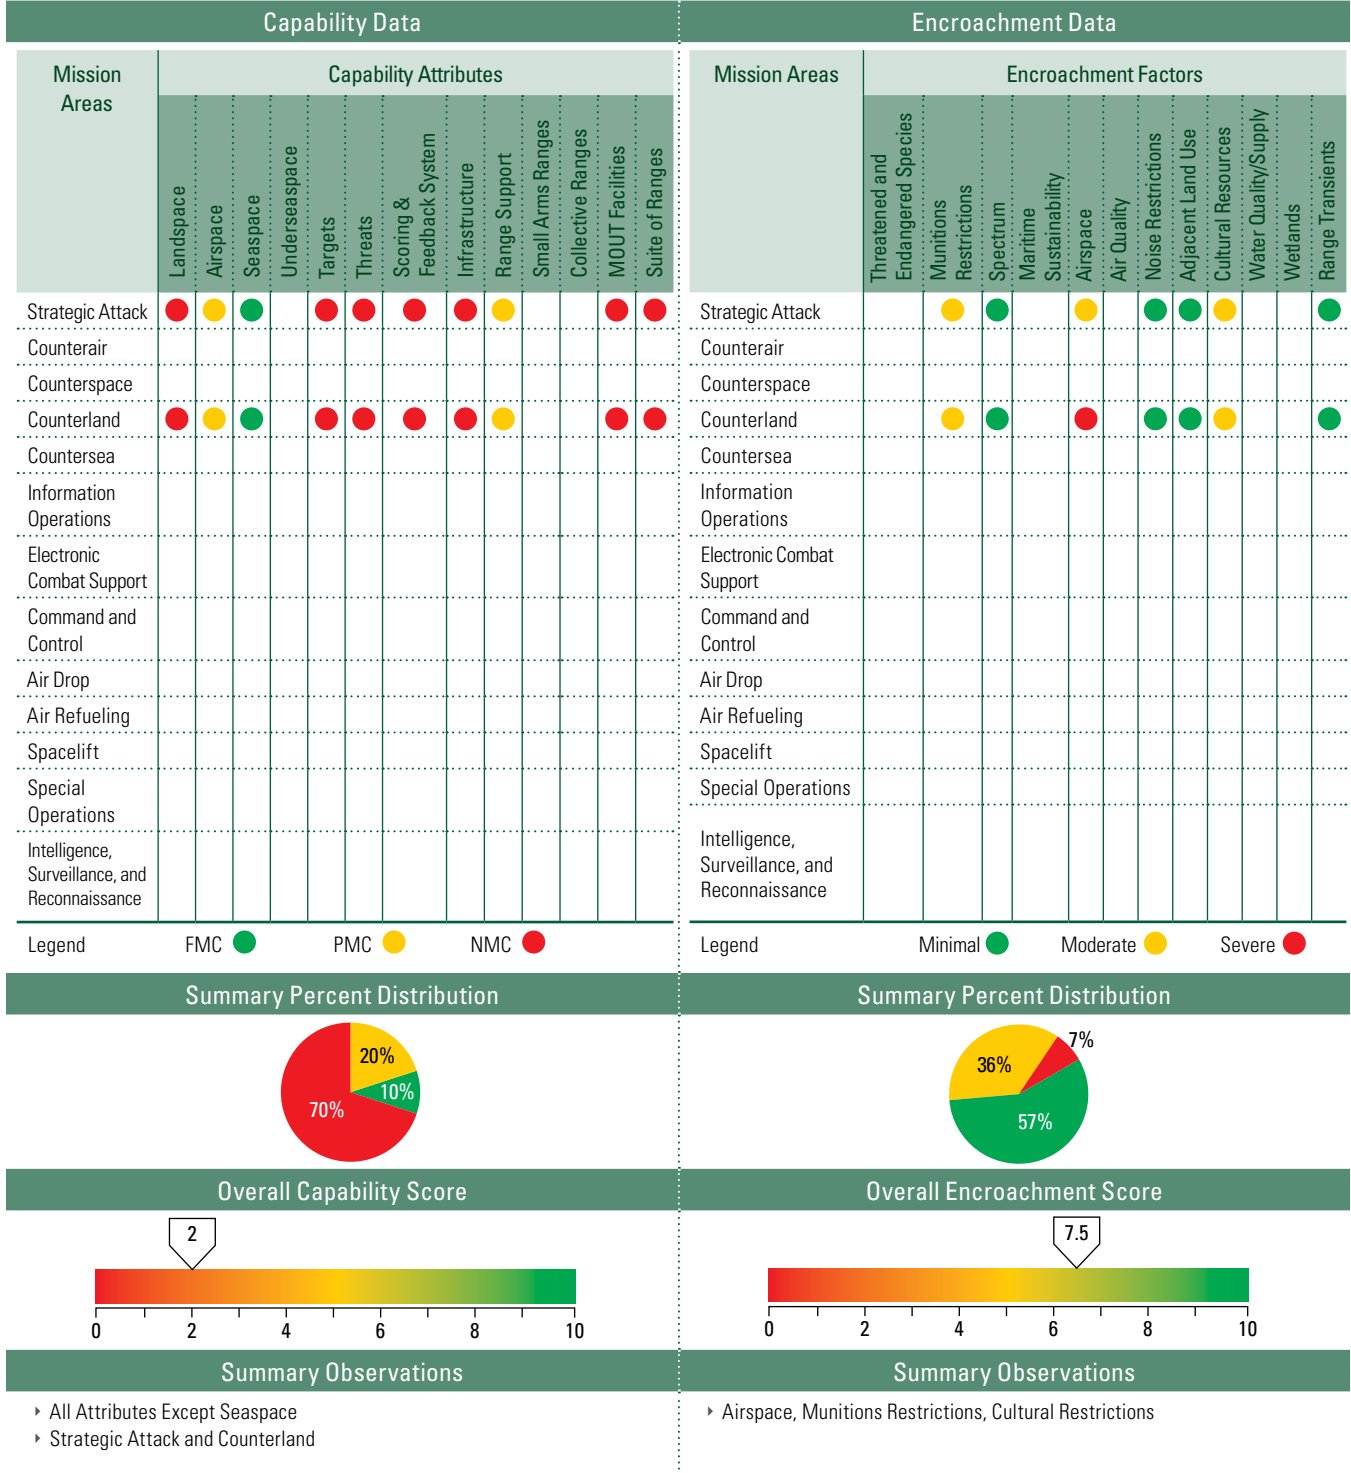 Capability Data
Mission
Areas
Capability Attributes
Landspace
Airspace
Seaspace
Underseaspace
Targets
Threats
Scoring &
Feedback System
Infrastructure
Range Support
Small Arms Ranges
Collective Ranges
MOUT Facilities
Suite of Ranges
Strategic Attack
Counterair
Counterspace
Counterland
Countersea
Information
Operations
Electronic
Combat Support
Command and
Control
Air Drop
Air Refueling
Spacelift
Special
Operations
Intelligence,
Surveillance, and
Reconnaissance
Legend
FMC
PMC
NMC
Summary Percent Distribution
20%
10%
70%
Overall Capability Score
2
0 2 4 6 8 10
Summary Observations
‣ All Attributes Except Seaspace
‣ Strategic Attack and Counterland
Encroachment Data
Mission Areas
Encroachment Factors
Threatened and
Endangered Species
Munitions
Restrictions
Spectrum
Maritime
Sustainability
Airspace
Air Quality
Noise Restrictions
Adjacent Land Use
Cultural Resources
Water Quality/Supply
Wetlands
Range Transients
Strategic Attack
Counterair
Counterspace
Counterland
Countersea
Information
Operations
Electronic Combat
Support
Command and
Control
Air Drop
Air Refueling
Spacelift
Special Operations
Intelligence,
Surveillance, and
Reconnaissance
Legend
Minimal
Moderate
Severe
Summary Percent Distribution
7%
36%
57%
Overall Encroachment Score
7.5
0 2 4 6 8 10
Summary Observations
‣ Airspace, Munitions Restrictions, Cultural Restrictions